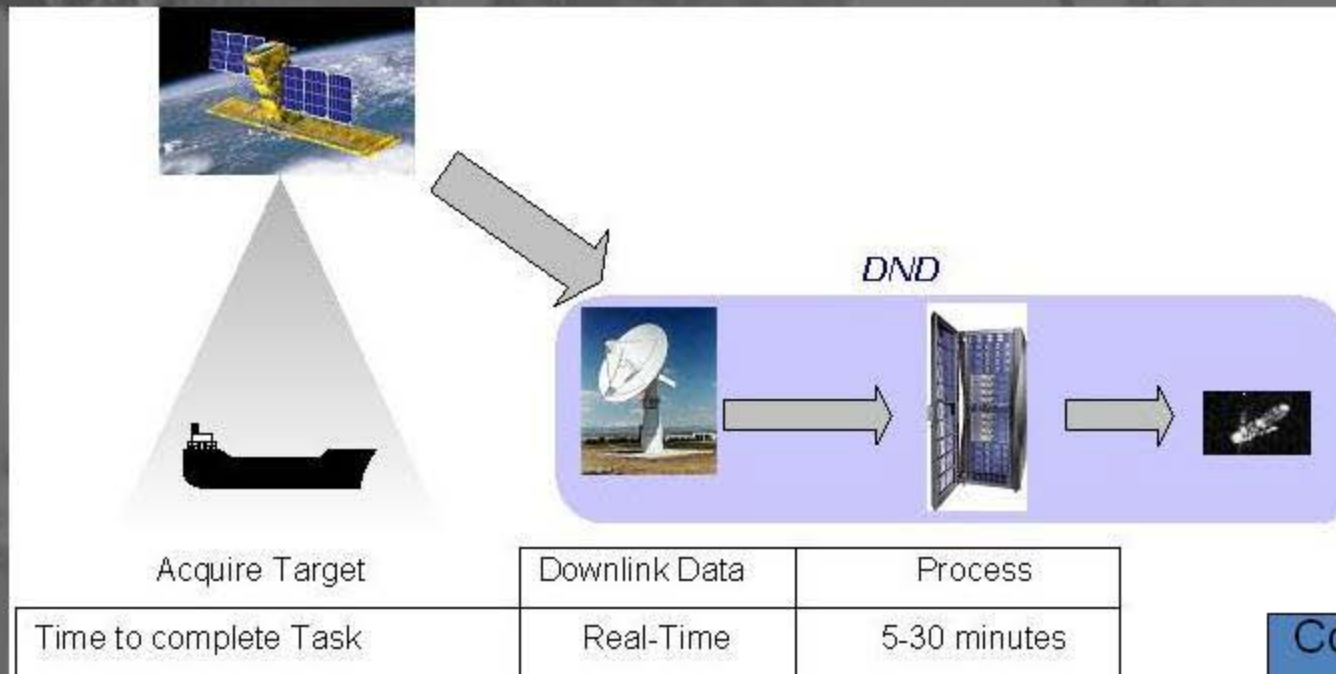 DND
Acquire Target
Downlink Data
Process
Time to complete Task
Real-Time
5-30 minutes